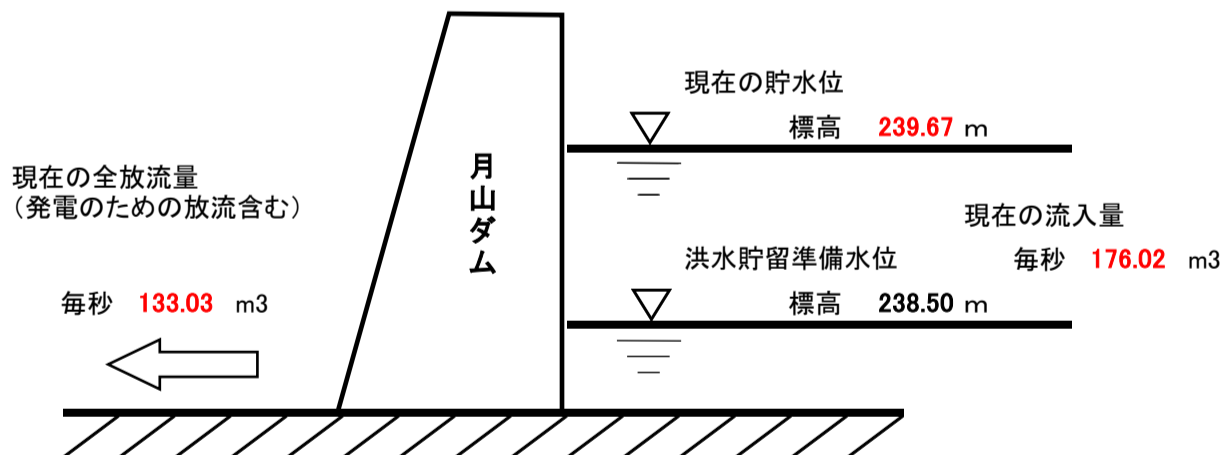 現在の貯水位
標高 239.67 m
現在の全放流量
（発電のための放流含む）
毎秒 133.03 m3
月山ダム
現在の流入量
毎秒 176.02 m3
洪水貯留準備水位
標高 238.50 m